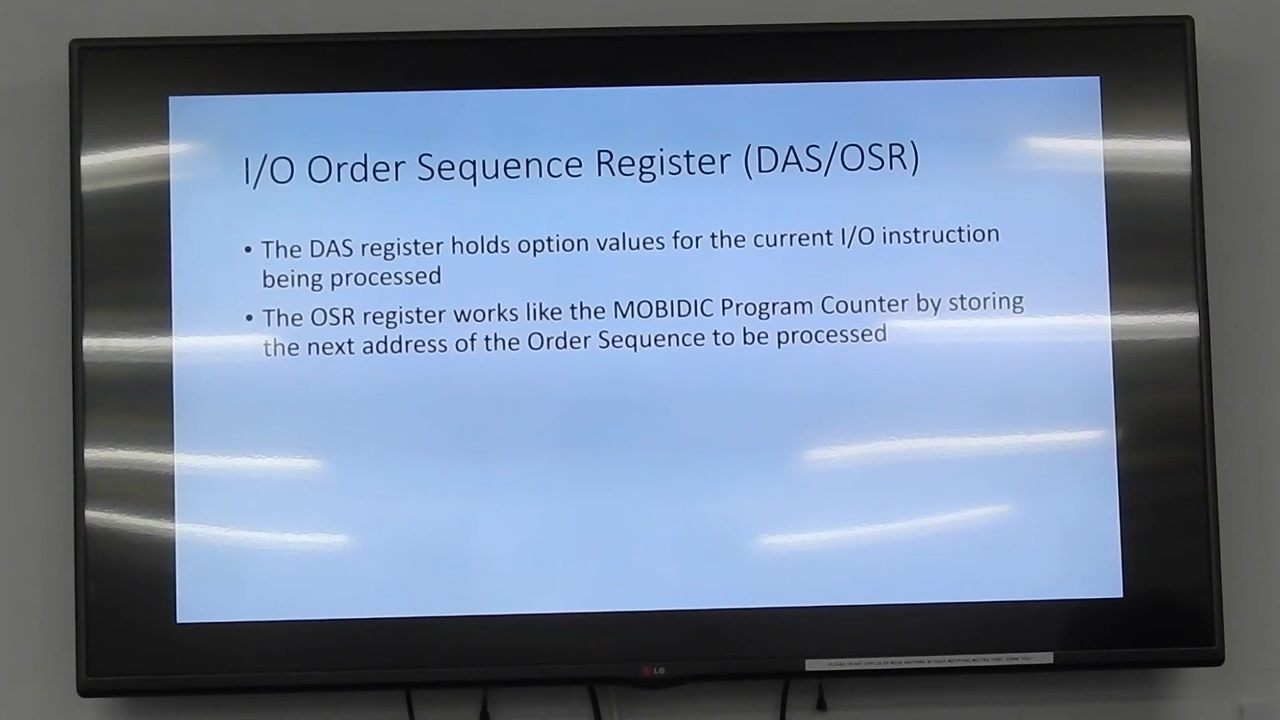 I/O Order Sequence Register (DAS/OSR)
• The DAS register holds option values for the current I/O instruction
being processed
• The OSR register works like the MOBIDIC Program Counter by storing
the next address of the Order Sequence to be processed
LG